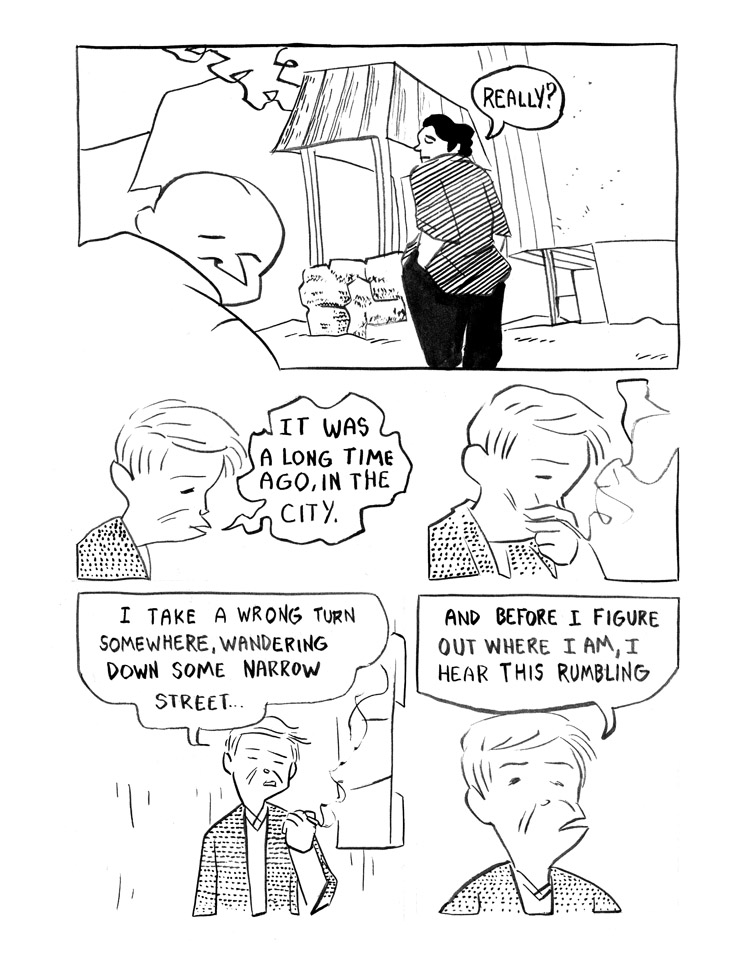 REALLY?
IT WAS
A LONG TIME
AGO, IN THE
CITY.
I TAKE A WRONG TURN
SOMEWHERE, WANDERING
DOWN SOME NARROW
STREET...
AND BEFORE I FIGURE
OUT WHERE I AM, I
HEAR THIS RUMBLING